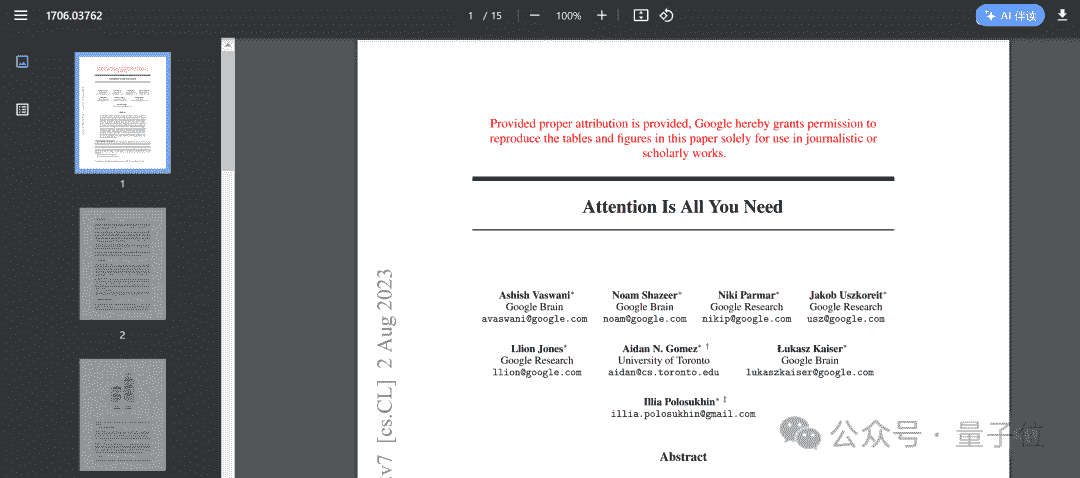 1706.03762
1 / 15
100%
AI 伴读
1
2
Provided proper attribution is provided, Google hereby grants permission to
reproduce the tables and figures in this paper solely for use in journalistic or
scholarly works.
Attention Is All You Need
Ashish Vaswani* Noam Shazeer* Niki Parmar* Jakob Uszkoreit*
Google Brain Google Brain Google Research Google Research
avaswani@google.com noam@google.com nikip@google.com usz@google.com
Llion Jones* Aidan N. Gomez* † Łukasz Kaiser*
Google Research University of Toronto Google Brain
llion@google.com aidan@cs.toronto.edu lukaszkaiser@google.com
Illia Polosukhin* ‡
illia.polosukhin@gmail.com
Abstract
v7 [cs.CL] 2 Aug 2023
公众号 · 量子位